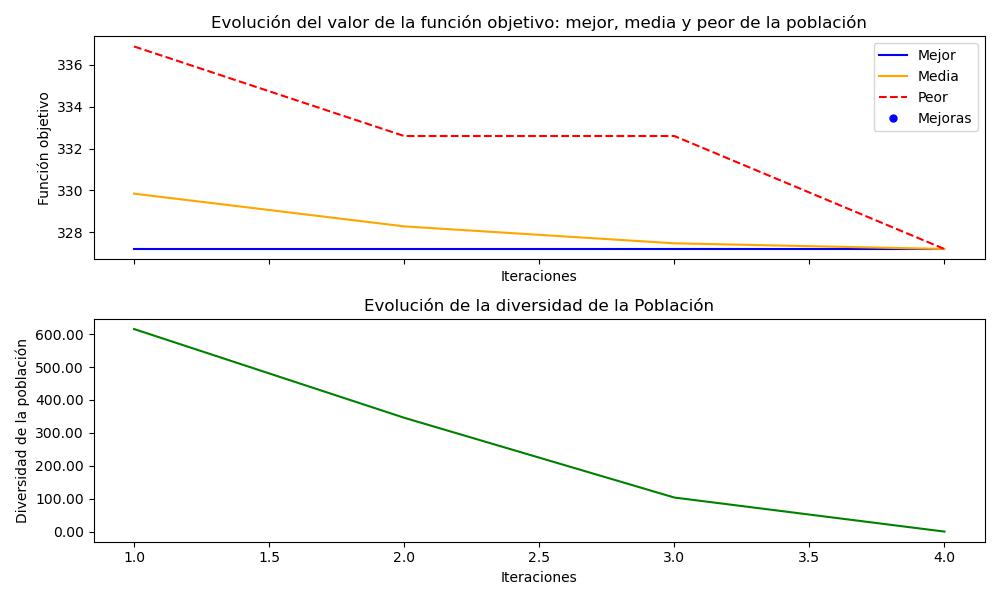 Evolución del valor de la función objetivo: mejor, media y peor de la población
Función objetivo
336
334
332
330
328
Mejor
Media
Peor
Mejoras
Iteraciones
Evolución de la diversidad de la Población
Diversidad de la población
600.00
500.00
400.00
300.00
200.00
100.00
0.00
1.0 1.5 2.0 2.5 3.0 3.5 4.0
Iteraciones